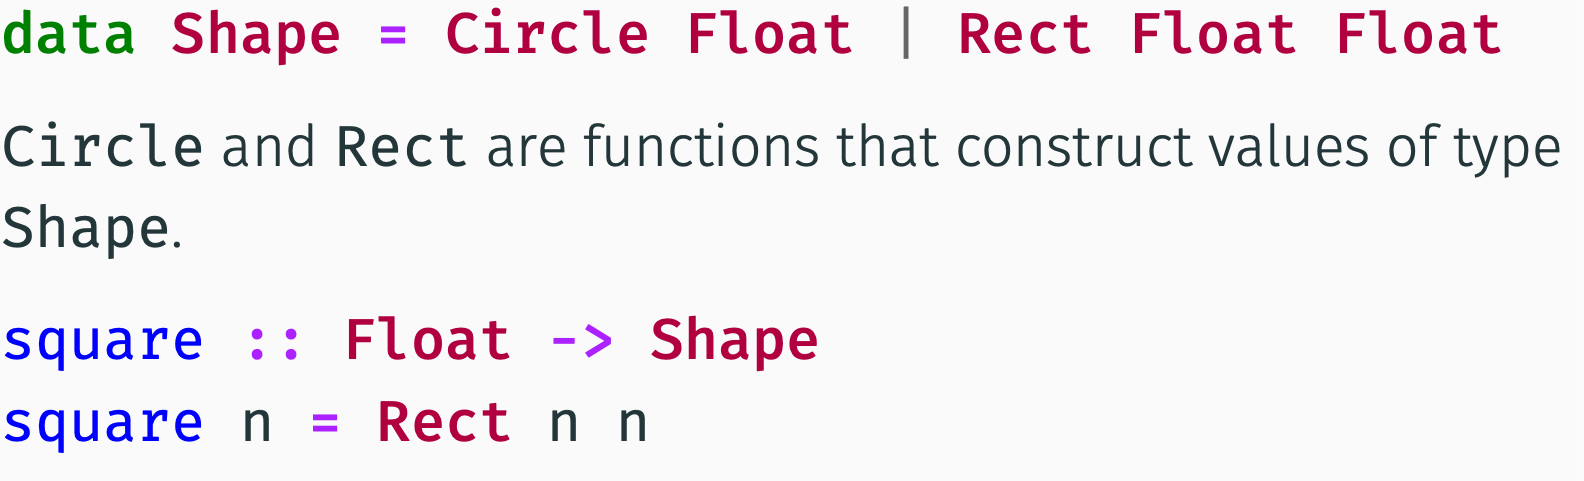 data Shape = Circle Float | Rect Float Float
Circle and Rect are functions that construct values of type
Shape.
square :: Float -> Shape
square n = Rect n n